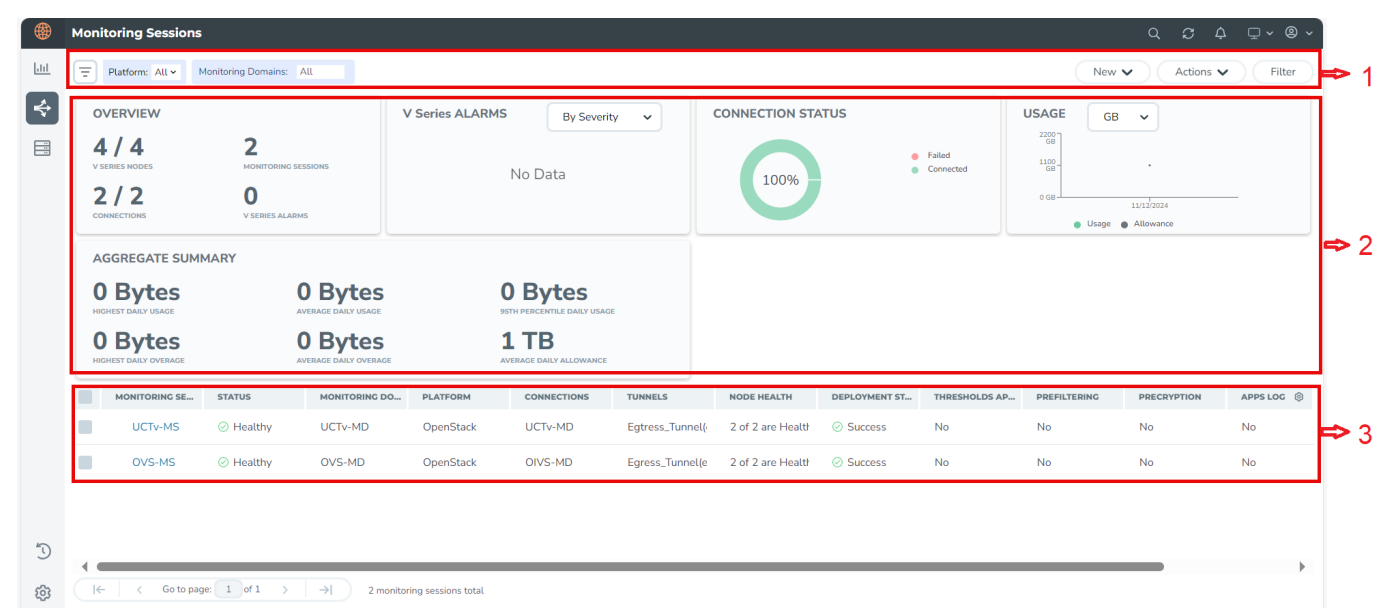 Monitoring Sessions
Platform: All Monitoring Domains: All New Actions Filter
1
OVERVIEW
4 / 4
V SERIES NODES
2
MONITORING SESSIONS
2 / 2
CONNECTIONS
0
V SERIES ALARMS
V Series ALARMS By Severity
No Data
CONNECTION STATUS
100%
Failed
Connected
USAGE GB
2200 GB
1100 GB
0 GB
11/12/2024
Usage Allowance
2
AGGREGATE SUMMARY
0 Bytes
HIGHEST DAILY USAGE
0 Bytes
AVERAGE DAILY USAGE
0 Bytes
95TH PERCENTILE DAILY USAGE
0 Bytes
HIGHEST DAILY OVERAGE
0 Bytes
AVERAGE DAILY OVERAGE
1 TB
AVERAGE DAILY ALLOWANCE
MONITORING SE... STATUS MONITORING DO... PLATFORM CONNECTIONS TUNNELS NODE HEALTH DEPLOYMENT ST... THRESHOLDS AP... PREFILTERING PRECRYPTION APPS LOG
UCTv-MS Healthy UCTv-MD OpenStack UCTv-MD Egtress_Tunnel( 2 of 2 are Healt Success No No No No
3
OVS-MS Healthy OVS-MD OpenStack OIVS-MD Egress_Tunnel(e 2 of 2 are Healt Success No No No No
Go to page: 1 of 1 2 monitoring sessions total